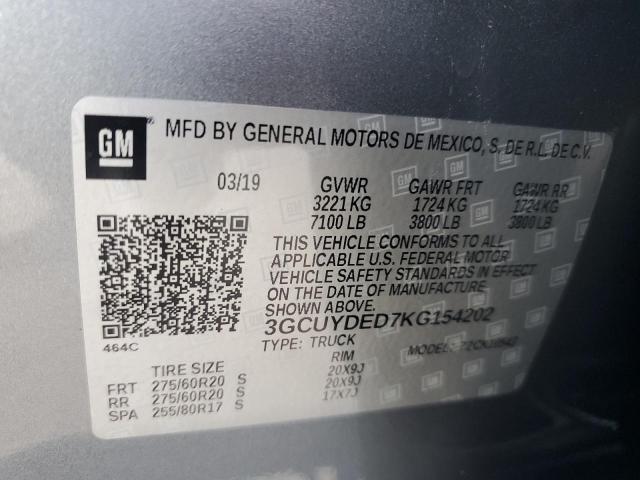 GM
MFD BY GENERAL MOTORS DE MEXICO, S. DE R.L. DE C.V.
03/19 GVWR GAWR FRT GAWR RR
3221 KG 1724 KG 1724 KG
7100 LB 3800 LB 3800 LB
THIS VEHICLE CONFORMS TO ALL
APPLICABLE U.S. FEDERAL MOTOR
VEHICLE SAFETY STANDARDS IN EFFECT
ON THE DATE OF MANUFACTURE
SHOWN ABOVE.
3GCUYDED7KG154202
464C
TYPE: TRUCK MODEL:
TIRE SIZE RIM
FRT 275/60R20 S 20X9J
RR 275/60R20 S 20X9J
SPA 255/80R17 S 17X7J